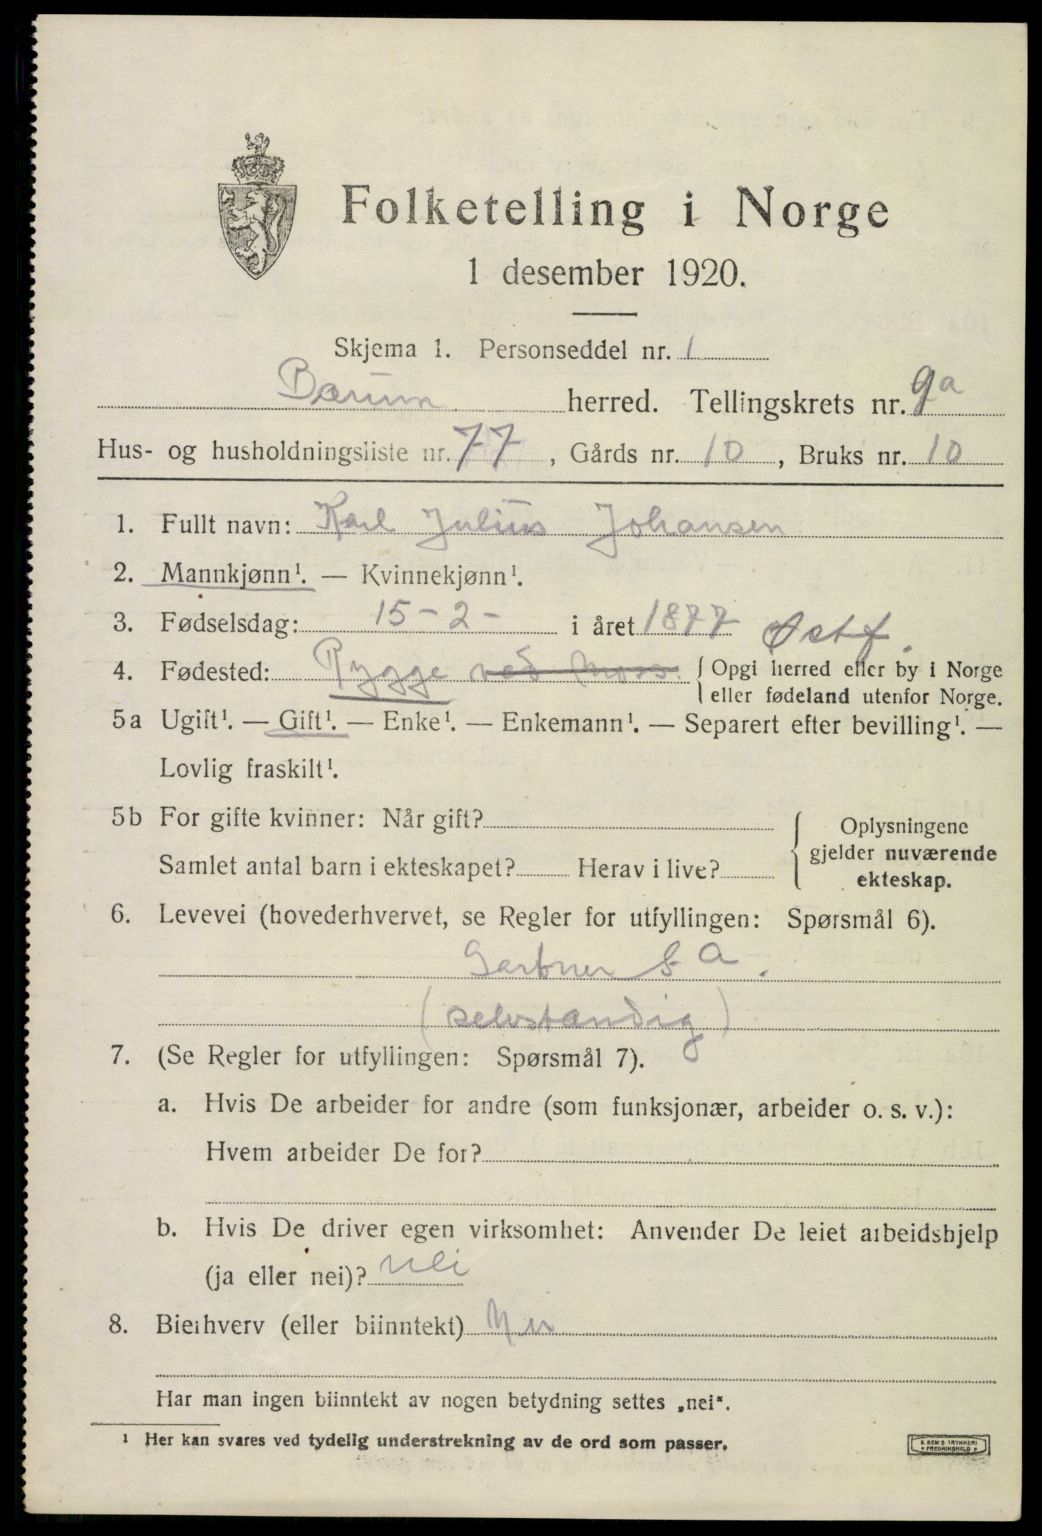 Folketelling i Norge
1 desember 1920.
Skjema 1. Personseddel nr. 1
Bærum herred. Tellingskrets nr. 9a
Hus- og husholdningsliste nr. 77, Gårds nr. 10, Bruks nr. 10
1. Fullt navn: Karl Julius Johansen
2. Mannkjønn¹. — Kvinnekjønn¹.
3. Fødselsdag: 15-2- i året 1877 Østf.
4. Fødested: Rygge ved Moss. { Opgi herred eller by i Norge
eller fødeland utenfor Norge.
5a Ugift¹. — Gift¹. — Enke¹. — Enkemann¹. — Separert efter bevilling¹. —
Lovlig fraskilt¹.
5b For gifte kvinner: Når gift?
Samlet antal barn i ekteskapet? Herav i live?
{ Oplysningene
gjelder nuværende
ekteskap.
6. Levevei (hovederhvervet, se Regler for utfyllingen: Spørsmål 6).
Gartner A.
(selvstændig)
7. (Se Regler for utfyllingen: Spørsmål 7).
a. Hvis De arbeider for andre (som funksjonær, arbeider o. s. v.):
Hvem arbeider De for?
b. Hvis De driver egen virksomhet: Anvender De leiet arbeidshjelp
(ja eller nei)? nei
8. Bierhverv (eller biinntekt) Nei
Har man ingen biinntekt av nogen betydning settes „nei“.
¹ Her kan svares ved tydelig understrekning av de ord som passer.
E. SEM'S TRYKKERI
FREDRIKSHALD